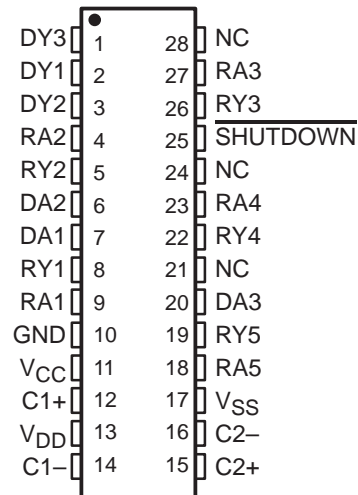 DY3 1 28 NC
DY1 2 27 RA3
DY2 3 26 RY3
RA2 4 25 SHUTDOWN
RY2 5 24 NC
DA2 6 23 RA4
DA1 7 22 RY4
RY1 8 21 NC
RA1 9 20 DA3
GND 10 19 RY5
VCC 11 18 RA5
C1+ 12 17 VSS
VDD 13 16 C2–
C1– 14 15 C2+